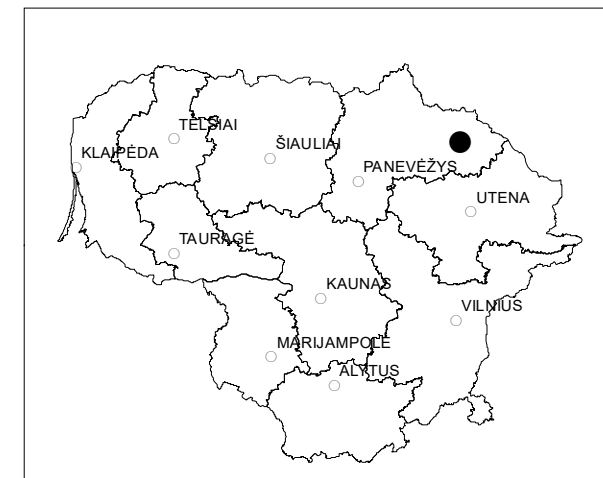 TELŠIAI
ŠIAULIAI
KLAIPĖDA
PANEVĖŽYS
UTENA
TAURAGĖ
KAUNAS
VILNIUS
MARIJAMPOLĖ
ALYTUS